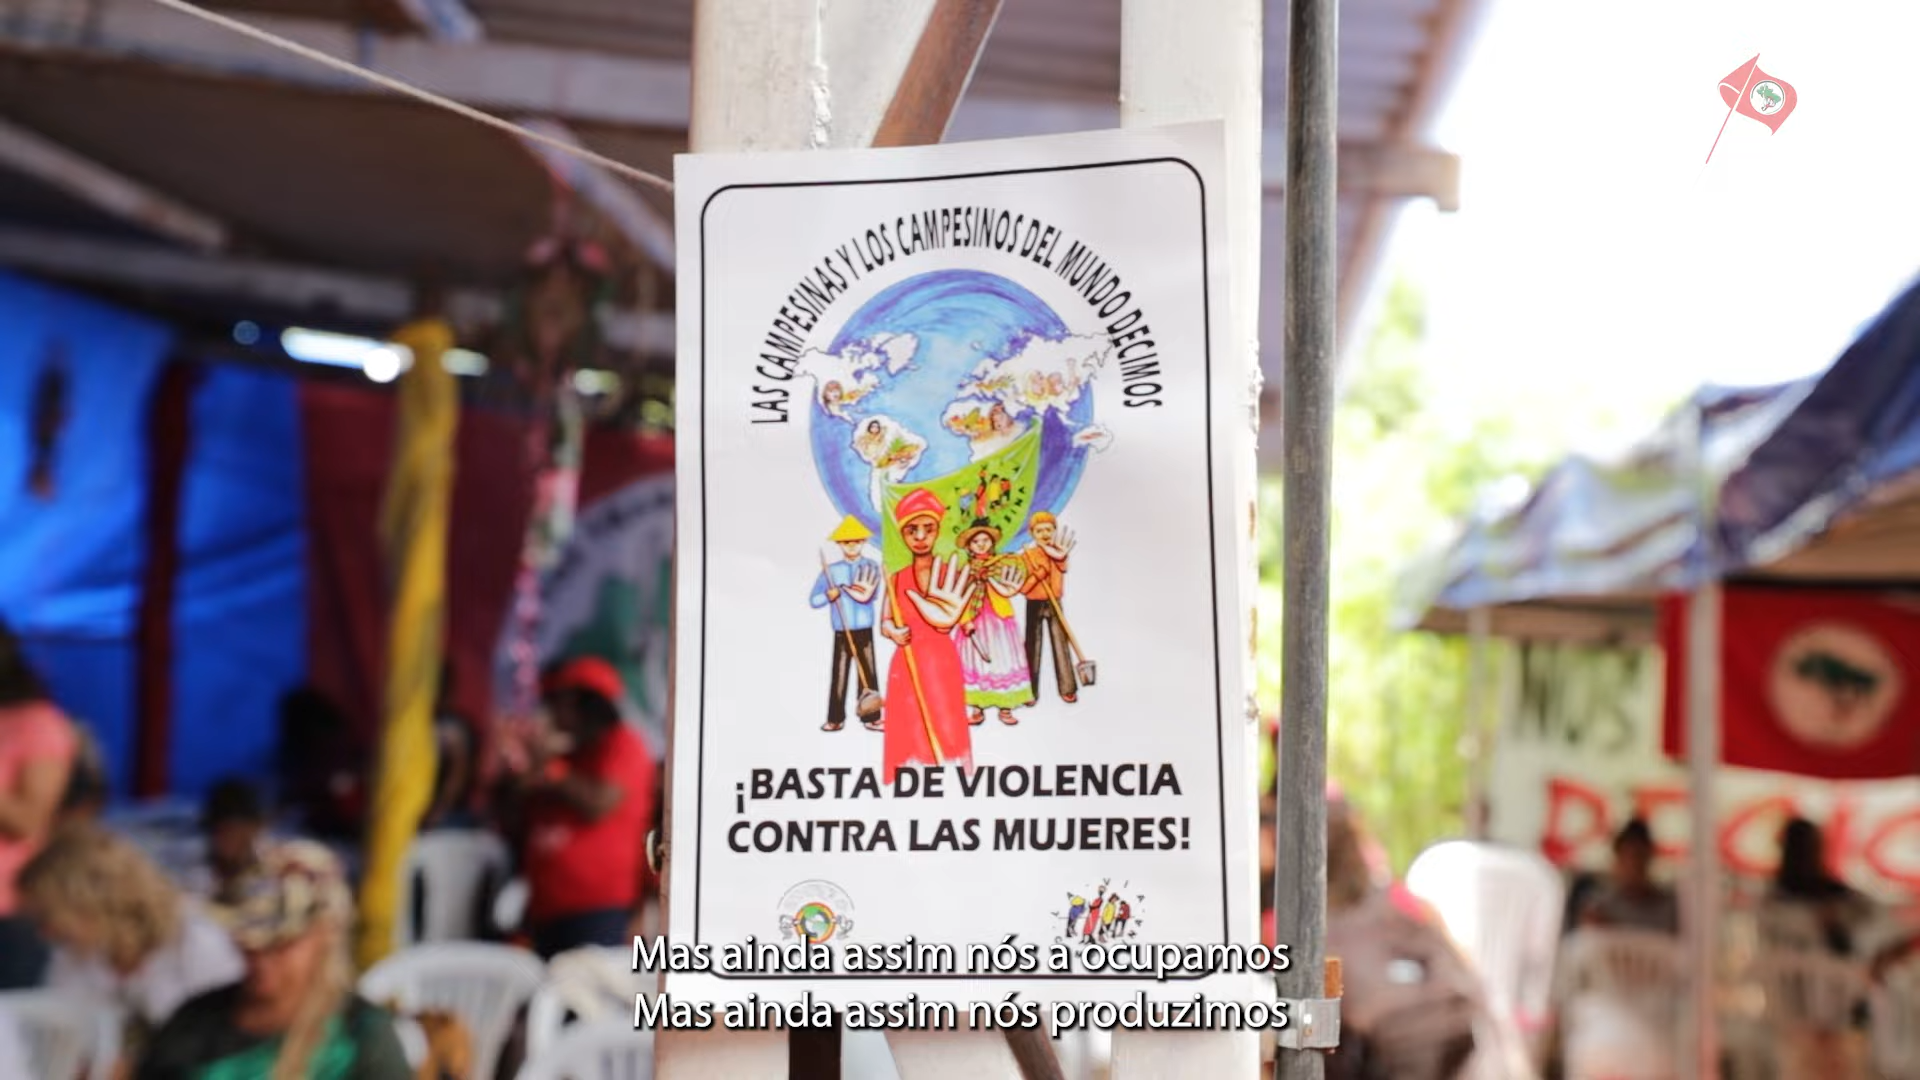 LAS CAMPESINAS Y LOS CAMPESINOS DEL MUNDO DECIMOS
¡BASTA DE VIOLENCIA
CONTRA LAS MUJERES!
NÓS
Mas ainda assim nós a ocupamos
Mas ainda assim nós produzimos